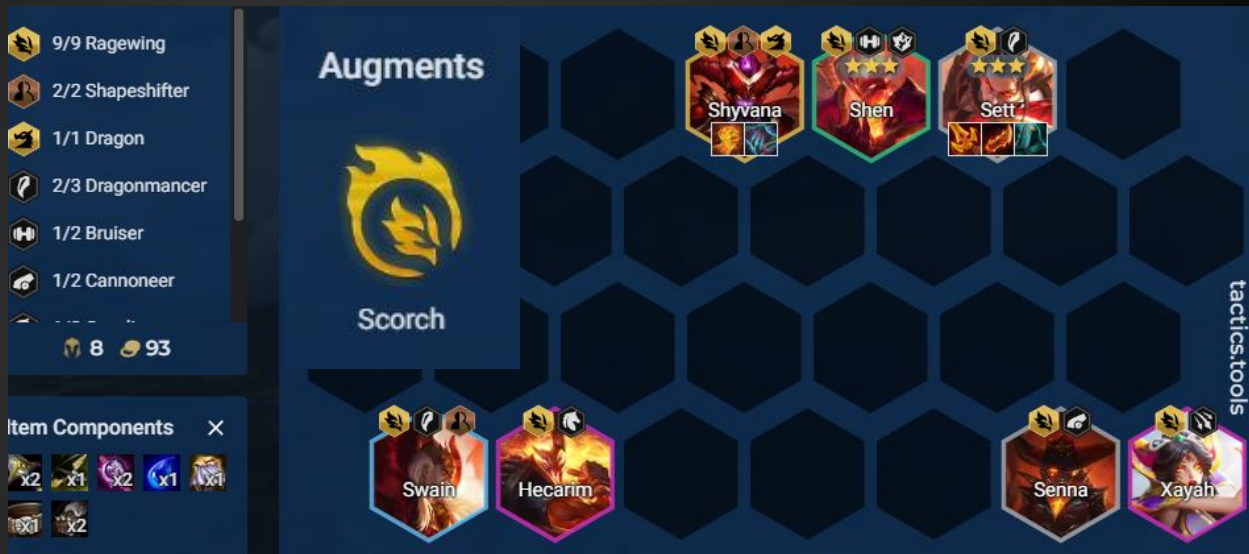 9/9 Ragewing
2/2 Shapeshifter
1/1 Dragon
2/3 Dragonmancer
1/2 Bruiser
1/2 Cannoneer
8 93
Item Components ×
x2 x1 x2 x1 x1
x1 x2
Augments
Scorch
Shyvana Shen Sett
Swain Hecarim Senna Xayah
tactics.tools